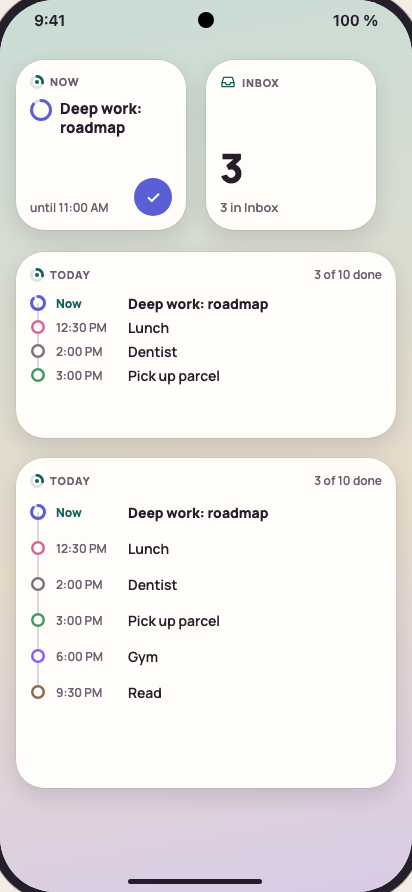 9:41
100 %
NOW
Deep work:
roadmap
until 11:00 AM
INBOX
3
3 in Inbox
TODAY
3 of 10 done
Now Deep work: roadmap
12:30 PM Lunch
2:00 PM Dentist
3:00 PM Pick up parcel
TODAY
3 of 10 done
Now Deep work: roadmap
12:30 PM Lunch
2:00 PM Dentist
3:00 PM Pick up parcel
6:00 PM Gym
9:30 PM Read